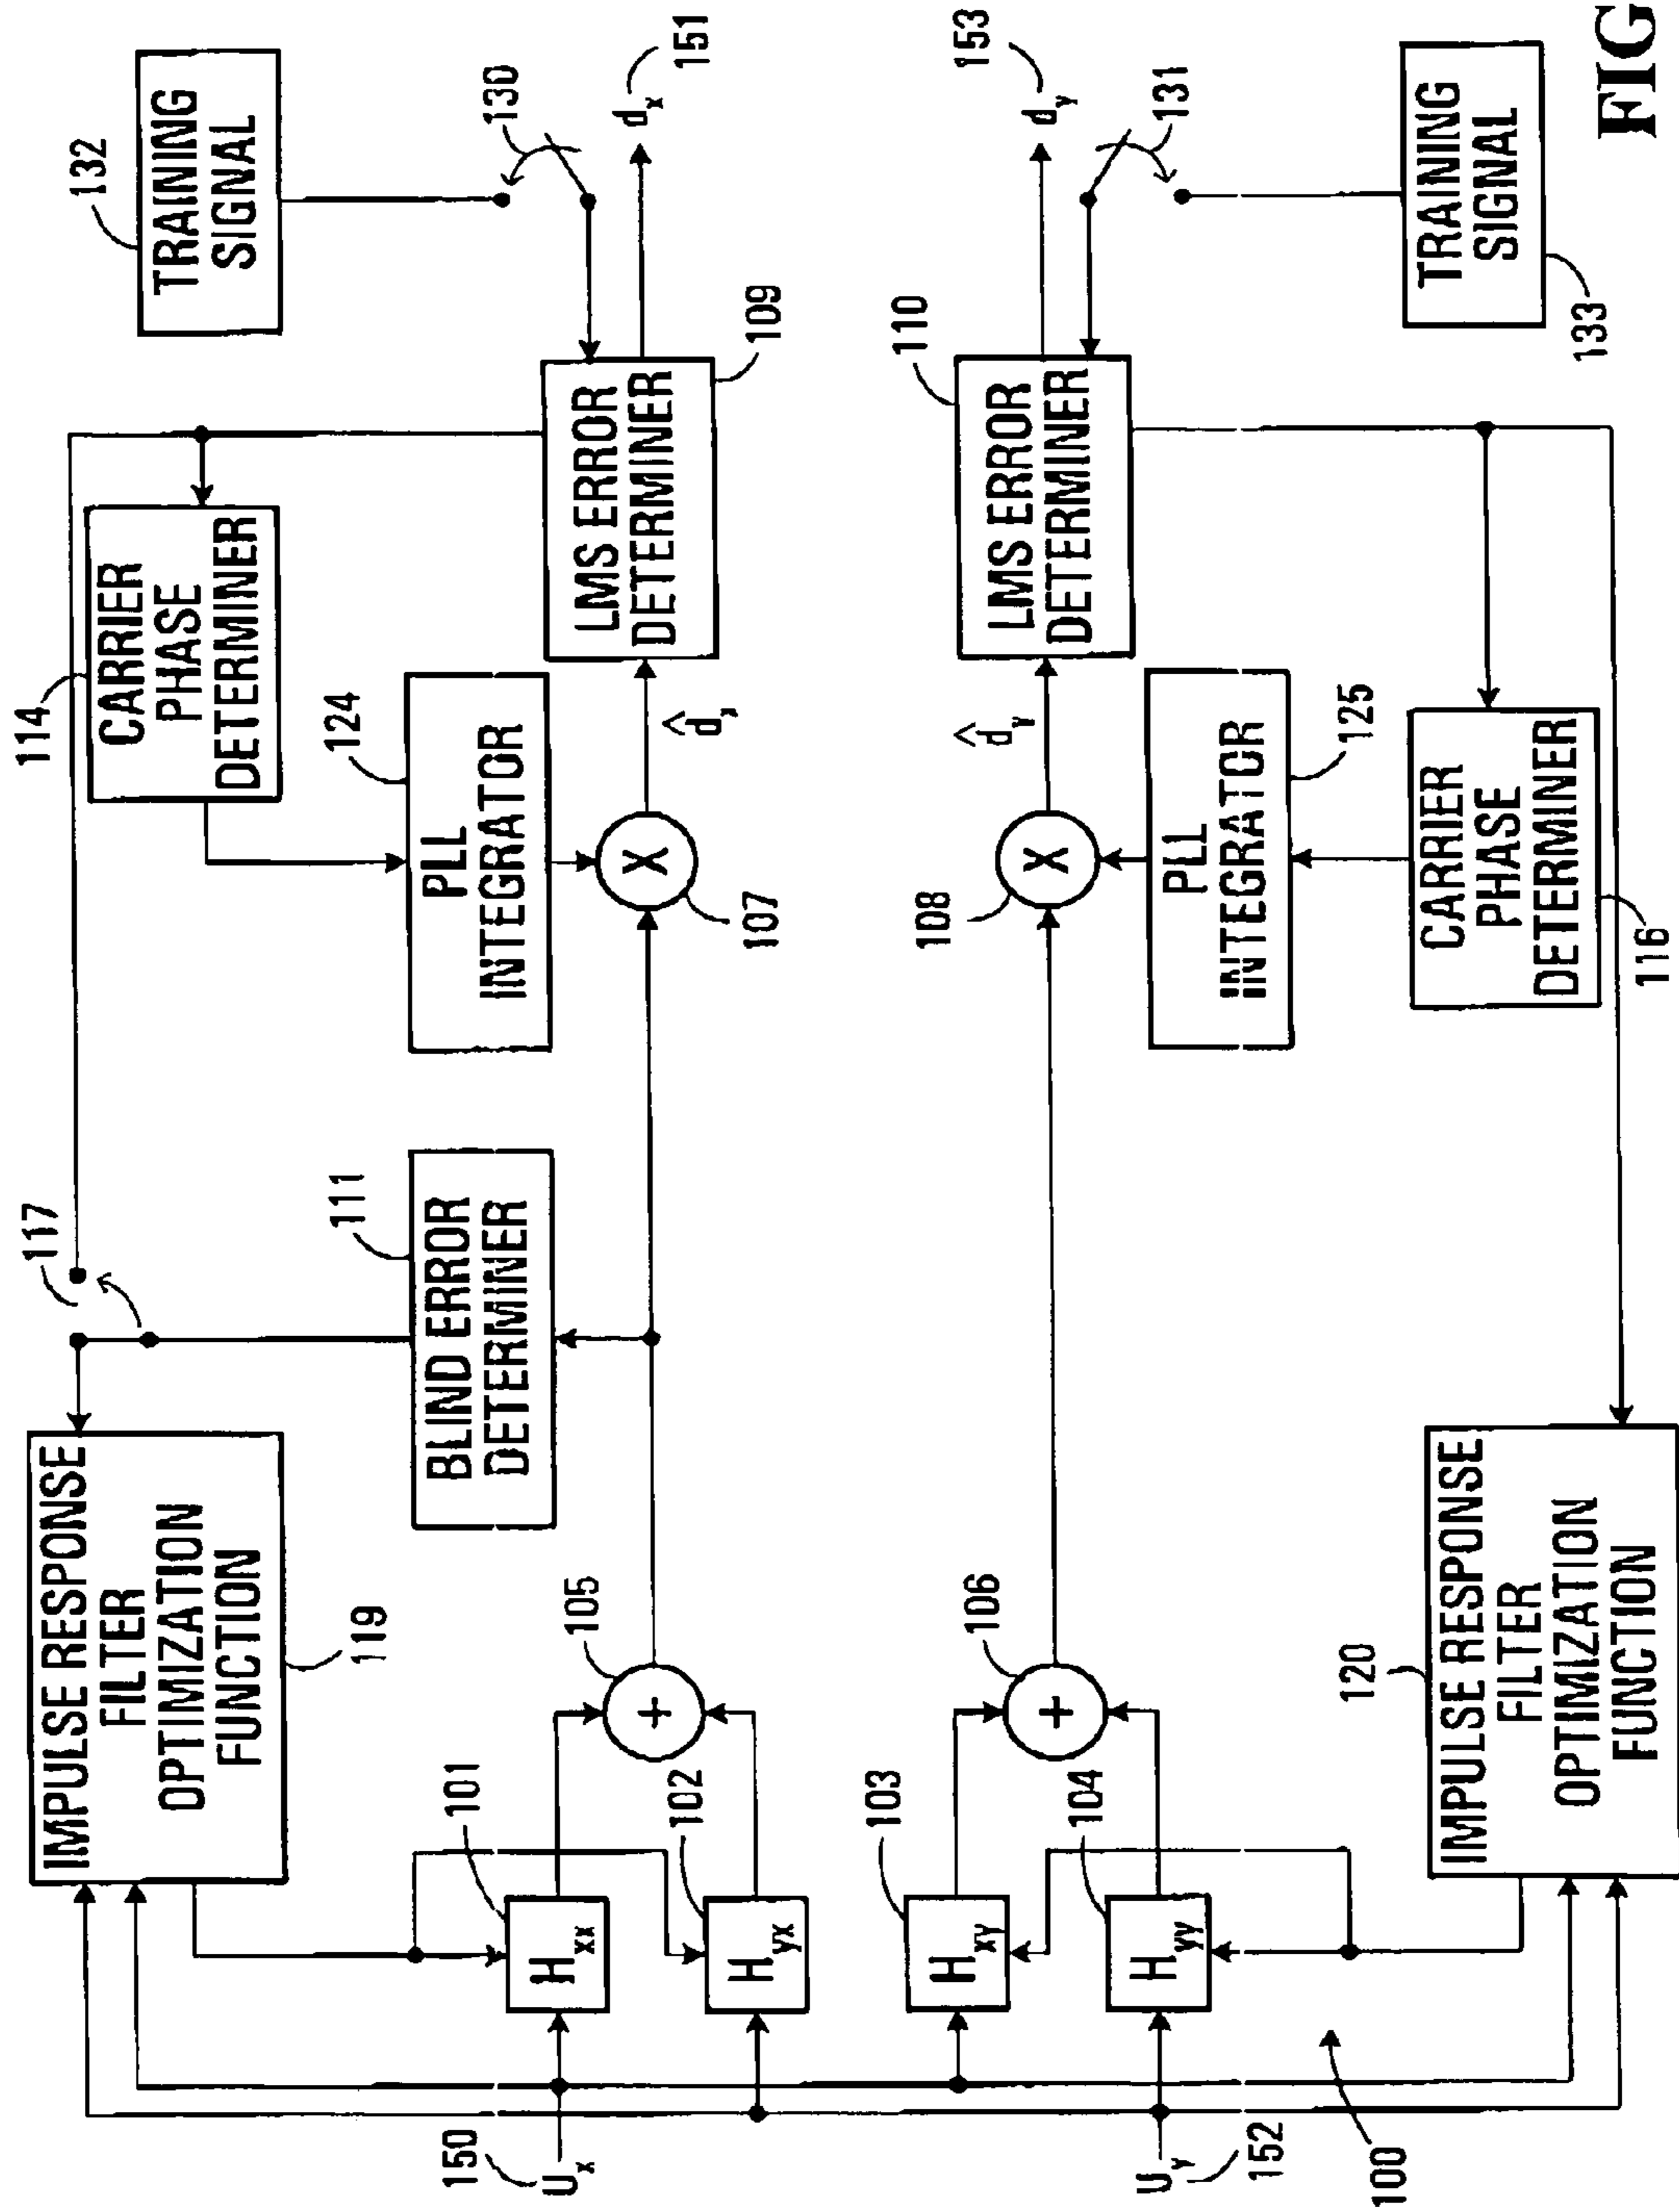 IMPULSE RESPONSE
FILTER
OPTIMIZATION
FUNCTION
119
117
114
CARRIER
PHASE
DETERMINER
132
TRAINING
SIGNAL
BLIND ERROR
DETERMINER
111
124
PLL
INTEGRATOR
130
150
U_x
101
H_xx
102
H_yx
105
+
X
107
d̂_x
LMS ERROR
DETERMINER
109
d_x
151
103
H_xy
104
H_yy
106
+
108
X
d̂_y
110
LMS ERROR
DETERMINER
d_y
153
131
U_y
152
125
PLL
INTEGRATOR
100
120
IMPULSE RESPONSE
FILTER
OPTIMIZATION
FUNCTION
CARRIER
PHASE
DETERMINER
116
TRAINING
SIGNAL
133
FIG